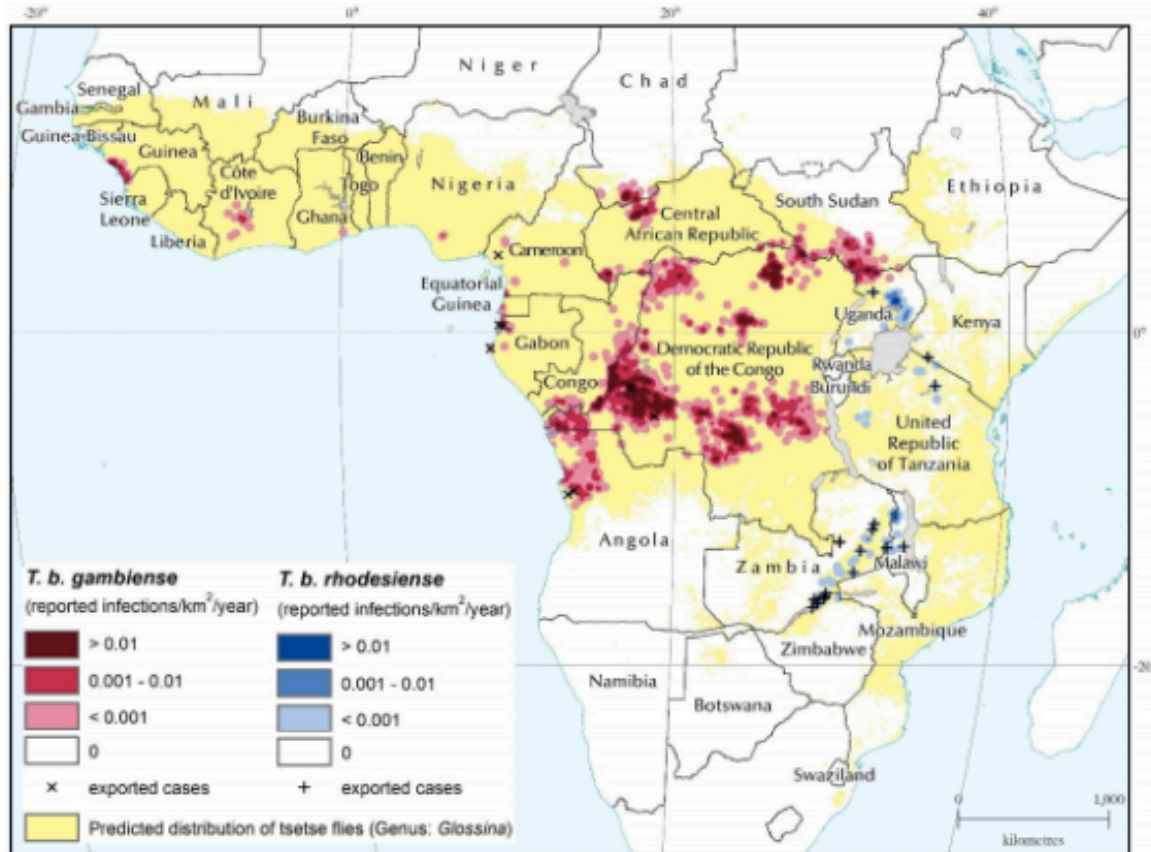 -20°
0°
20°
40°
Niger
Chad
Senegal
Mali
Gambia
Burkina
Faso
Guinea-Bissau
Guinea
Benin
Nigeria
Côte
d'Ivoire
Togo
Ghana
Sierra
Leone
Liberia
Ethiopia
South Sudan
Central
African Republic
Cameroon
Equatorial
Guinea
Uganda
Kenya
0°
Gabon
Democratic Republic
of the Congo
Rwanda
Burundi
Congo
United
Republic
of Tanzania
Angola
Zambia
Malawi
Mozambique
Zimbabwe
Namibia
Botswana
Swaziland
-20
T. b. gambiense
(reported infections/km²/year)
> 0.01
0.001 - 0.01
< 0.001
0
× exported cases
T. b. rhodesiense
(reported infections/km²/year)
> 0.01
0.001 - 0.01
< 0.001
0
+ exported cases
Predicted distribution of tsetse flies (Genus: Glossina)
0
1,000
kilometres